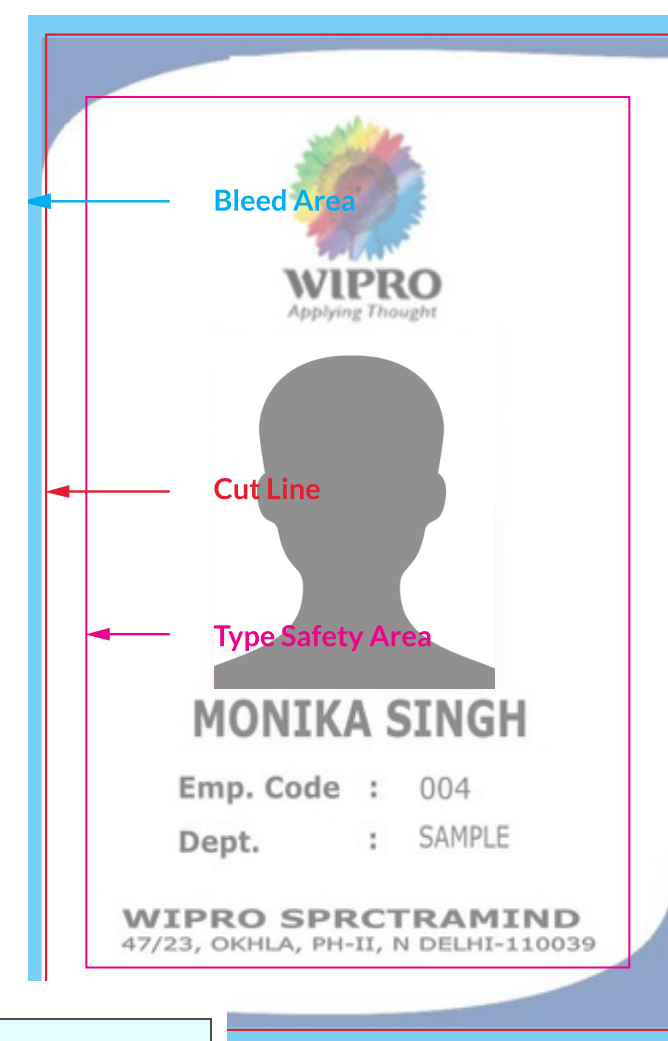 Bleed Area
WIPRO
Applying Thought
Cut Line
Type Safety Area
MONIKA SINGH
Emp. Code : 004
Dept. : SAMPLE
WIPRO SPRCTRAMIND
47/23, OKHLA, PH-II, N DELHI-110039